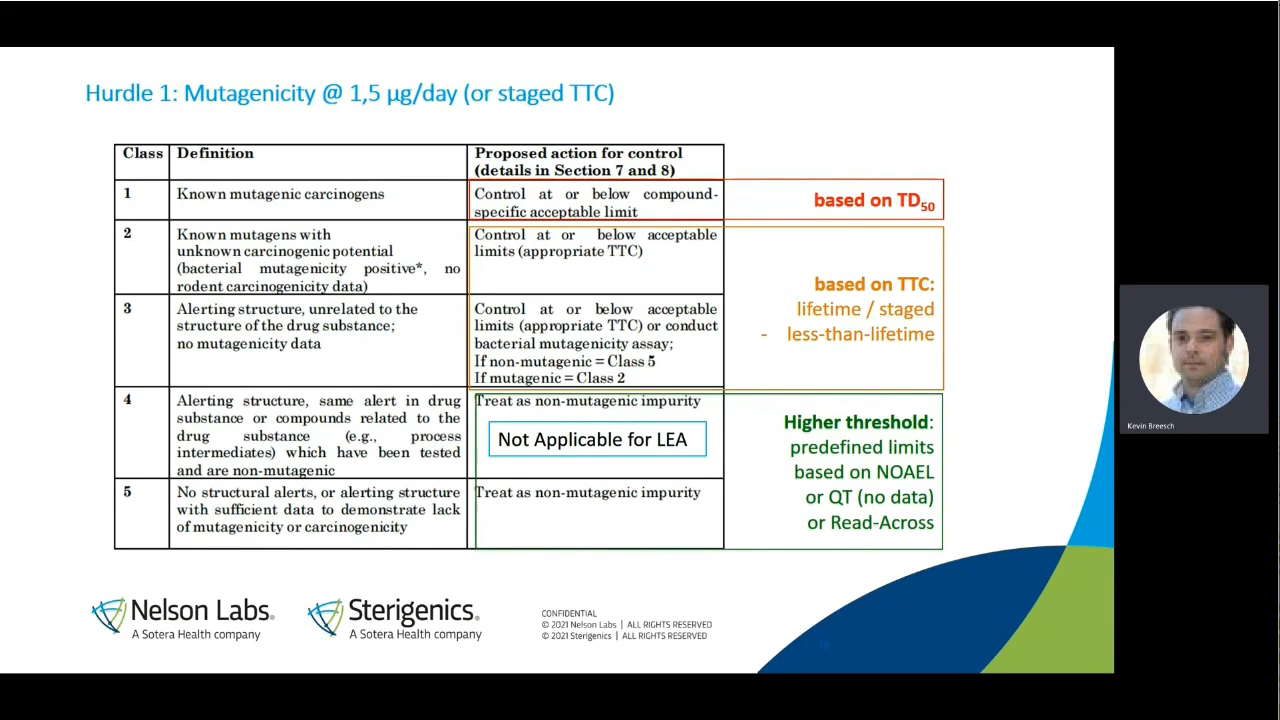 Hurdle 1: Mutagenicity @ 1,5 µg/day (or staged TTC)
Class Definition Proposed action for control
(details in Section 7 and 8)
1 Known mutagenic carcinogens Control at or below compound-
specific acceptable limit
based on TD50
2 Known mutagens with
unknown carcinogenic potential
(bacterial mutagenicity positive*, no
rodent carcinogenicity data)
Control at or below acceptable
limits (appropriate TTC)
3 Alerting structure, unrelated to the
structure of the drug substance;
no mutagenicity data
Control at or below acceptable
limits (appropriate TTC) or conduct
bacterial mutagenicity assay;
If non-mutagenic = Class 5
If mutagenic = Class 2
based on TTC:
lifetime / staged
- less-than-lifetime
4 Alerting structure, same alert in drug
substance or compounds related to the
drug substance (e.g., process
intermediates) which have been tested
and are non-mutagenic
Treat as non-mutagenic impurity
Not Applicable for LEA
5 No structural alerts, or alerting structure
with sufficient data to demonstrate lack
of mutagenicity or carcinogenicity
Treat as non-mutagenic impurity
Higher threshold:
predefined limits
based on NOAEL
or QT (no data)
or Read-Across
Nelson Labs®
A Sotera Health company
Sterigenics®
A Sotera Health company
CONFIDENTIAL
© 2021 Nelson Labs | ALL RIGHTS RESERVED
© 2021 Sterigenics | ALL RIGHTS RESERVED
Kevin Breesch